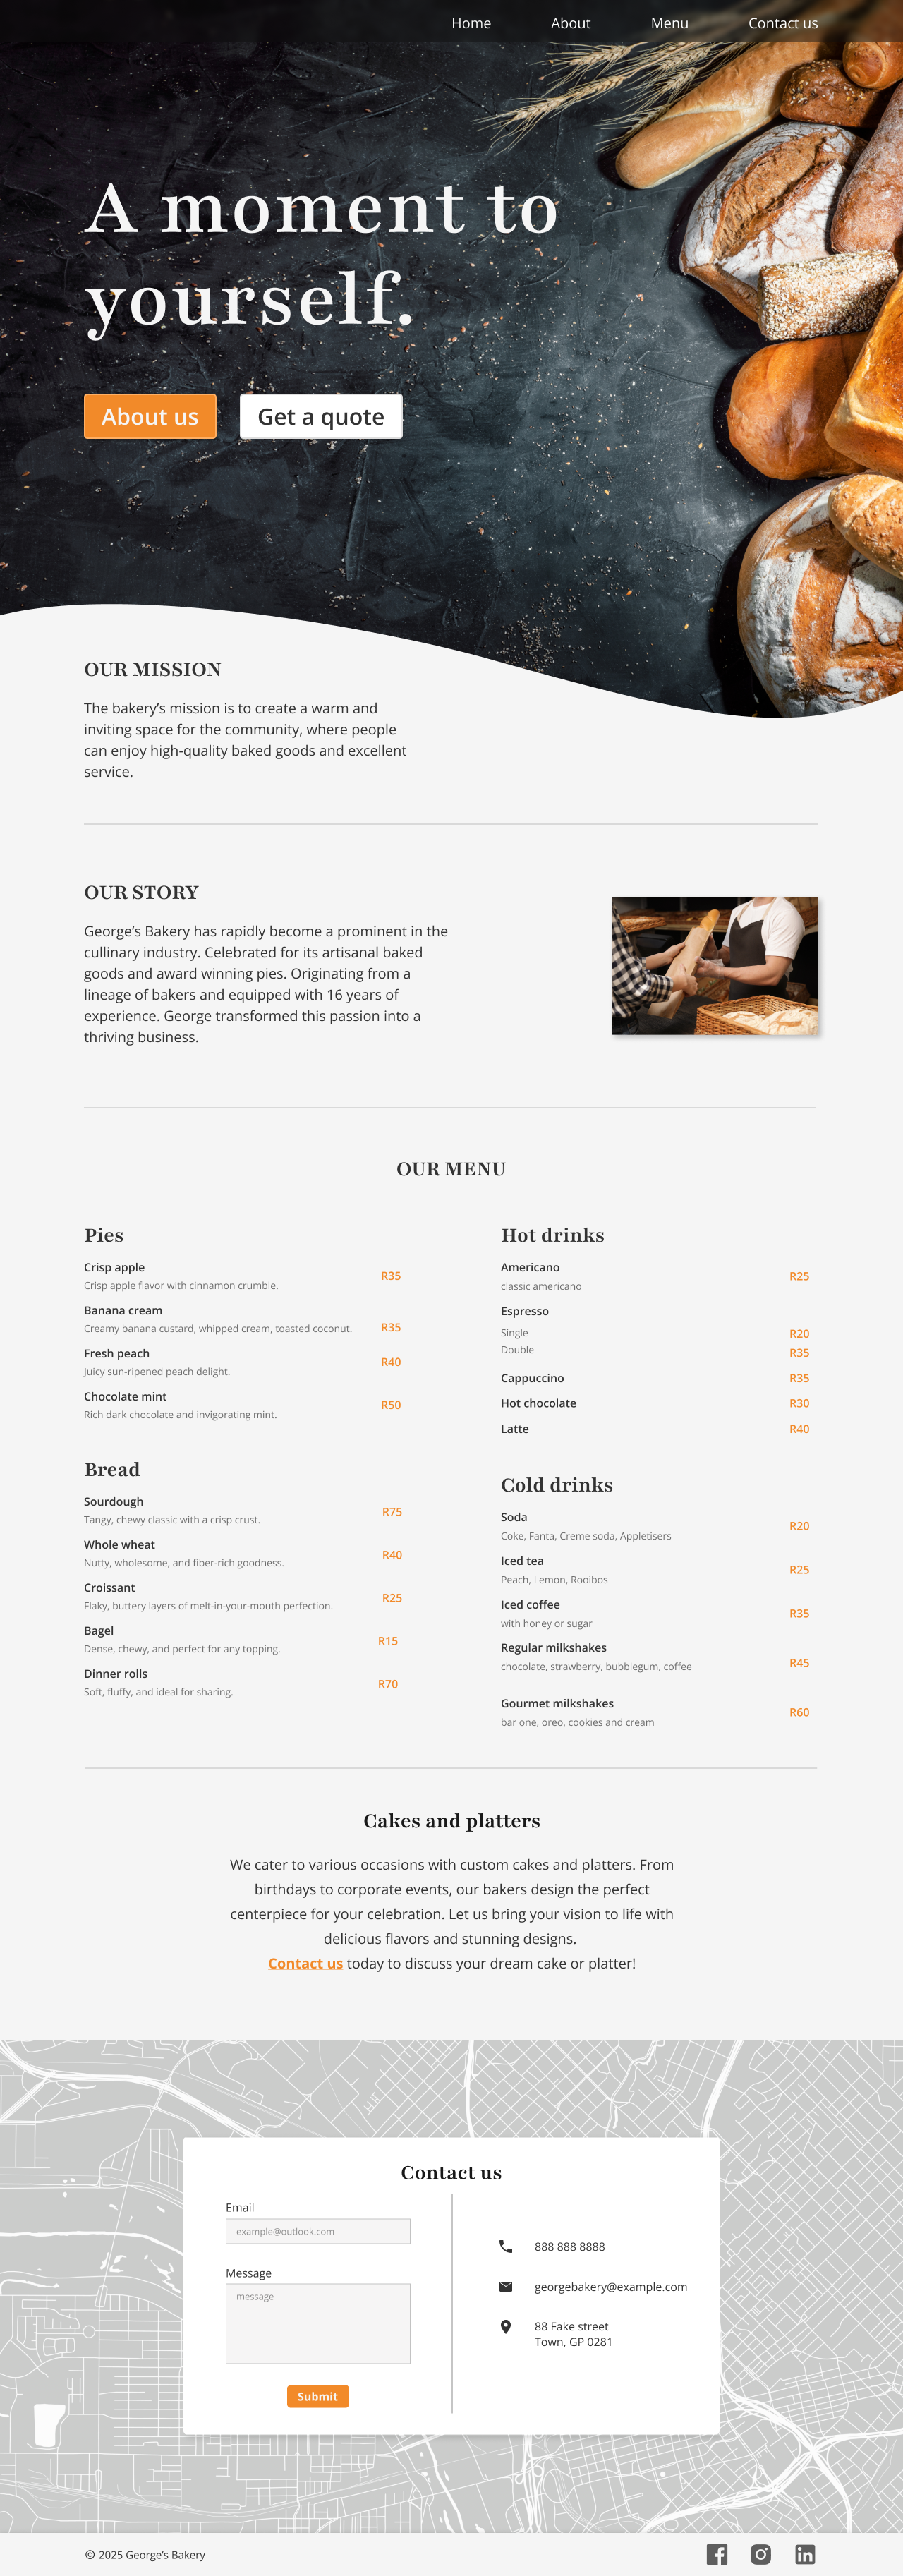 Home About Menu Contact us
A moment to
yourself.
About us Get a quote
OUR MISSION
The bakery’s mission is to create a warm and
inviting space for the community, where people
can enjoy high-quality baked goods and excellent
service.
OUR STORY
George’s Bakery has rapidly become a prominent in the
cullinary industry. Celebrated for its artisanal baked
goods and award winning pies. Originating from a
lineage of bakers and equipped with 16 years of
experience. George transformed this passion into a
thriving business.
OUR MENU
Pies
Crisp apple
Crisp apple flavor with cinnamon crumble.
R35
Banana cream
Creamy banana custard, whipped cream, toasted coconut.
R35
Fresh peach
Juicy sun-ripened peach delight.
R40
Chocolate mint
Rich dark chocolate and invigorating mint.
R50
Bread
Sourdough
Tangy, chewy classic with a crisp crust.
R75
Whole wheat
Nutty, wholesome, and fiber-rich goodness.
R40
Croissant
Flaky, buttery layers of melt-in-your-mouth perfection.
R25
Bagel
Dense, chewy, and perfect for any topping.
R15
Dinner rolls
Soft, fluffy, and ideal for sharing.
R70
Hot drinks
Americano
classic americano
R25
Espresso
Single R20
Double R35
Cappuccino R35
Hot chocolate R30
Latte R40
Cold drinks
Soda
Coke, Fanta, Creme soda, Appletisers
R20
Iced tea
Peach, Lemon, Rooibos
R25
Iced coffee
with honey or sugar
R35
Regular milkshakes
chocolate, strawberry, bubblegum, coffee
R45
Gourmet milkshakes
bar one, oreo, cookies and cream
R60
Cakes and platters
We cater to various occasions with custom cakes and platters. From
birthdays to corporate events, our bakers design the perfect
centerpiece for your celebration. Let us bring your vision to life with
delicious flavors and stunning designs.
Contact us today to discuss your dream cake or platter!
Contact us
Email
example@outlook.com
Message
message
Submit
888 888 8888
georgebakery@example.com
88 Fake street
Town, GP 0281
© 2025 George’s Bakery